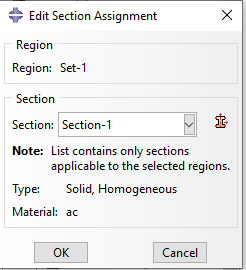 Edit Section Assignment
Region
Region: Set-1
Section
Section: Section-1
Note: List contains only sections
applicable to the selected regions.
Type: Solid, Homogeneous
Material: ac
OK Cancel